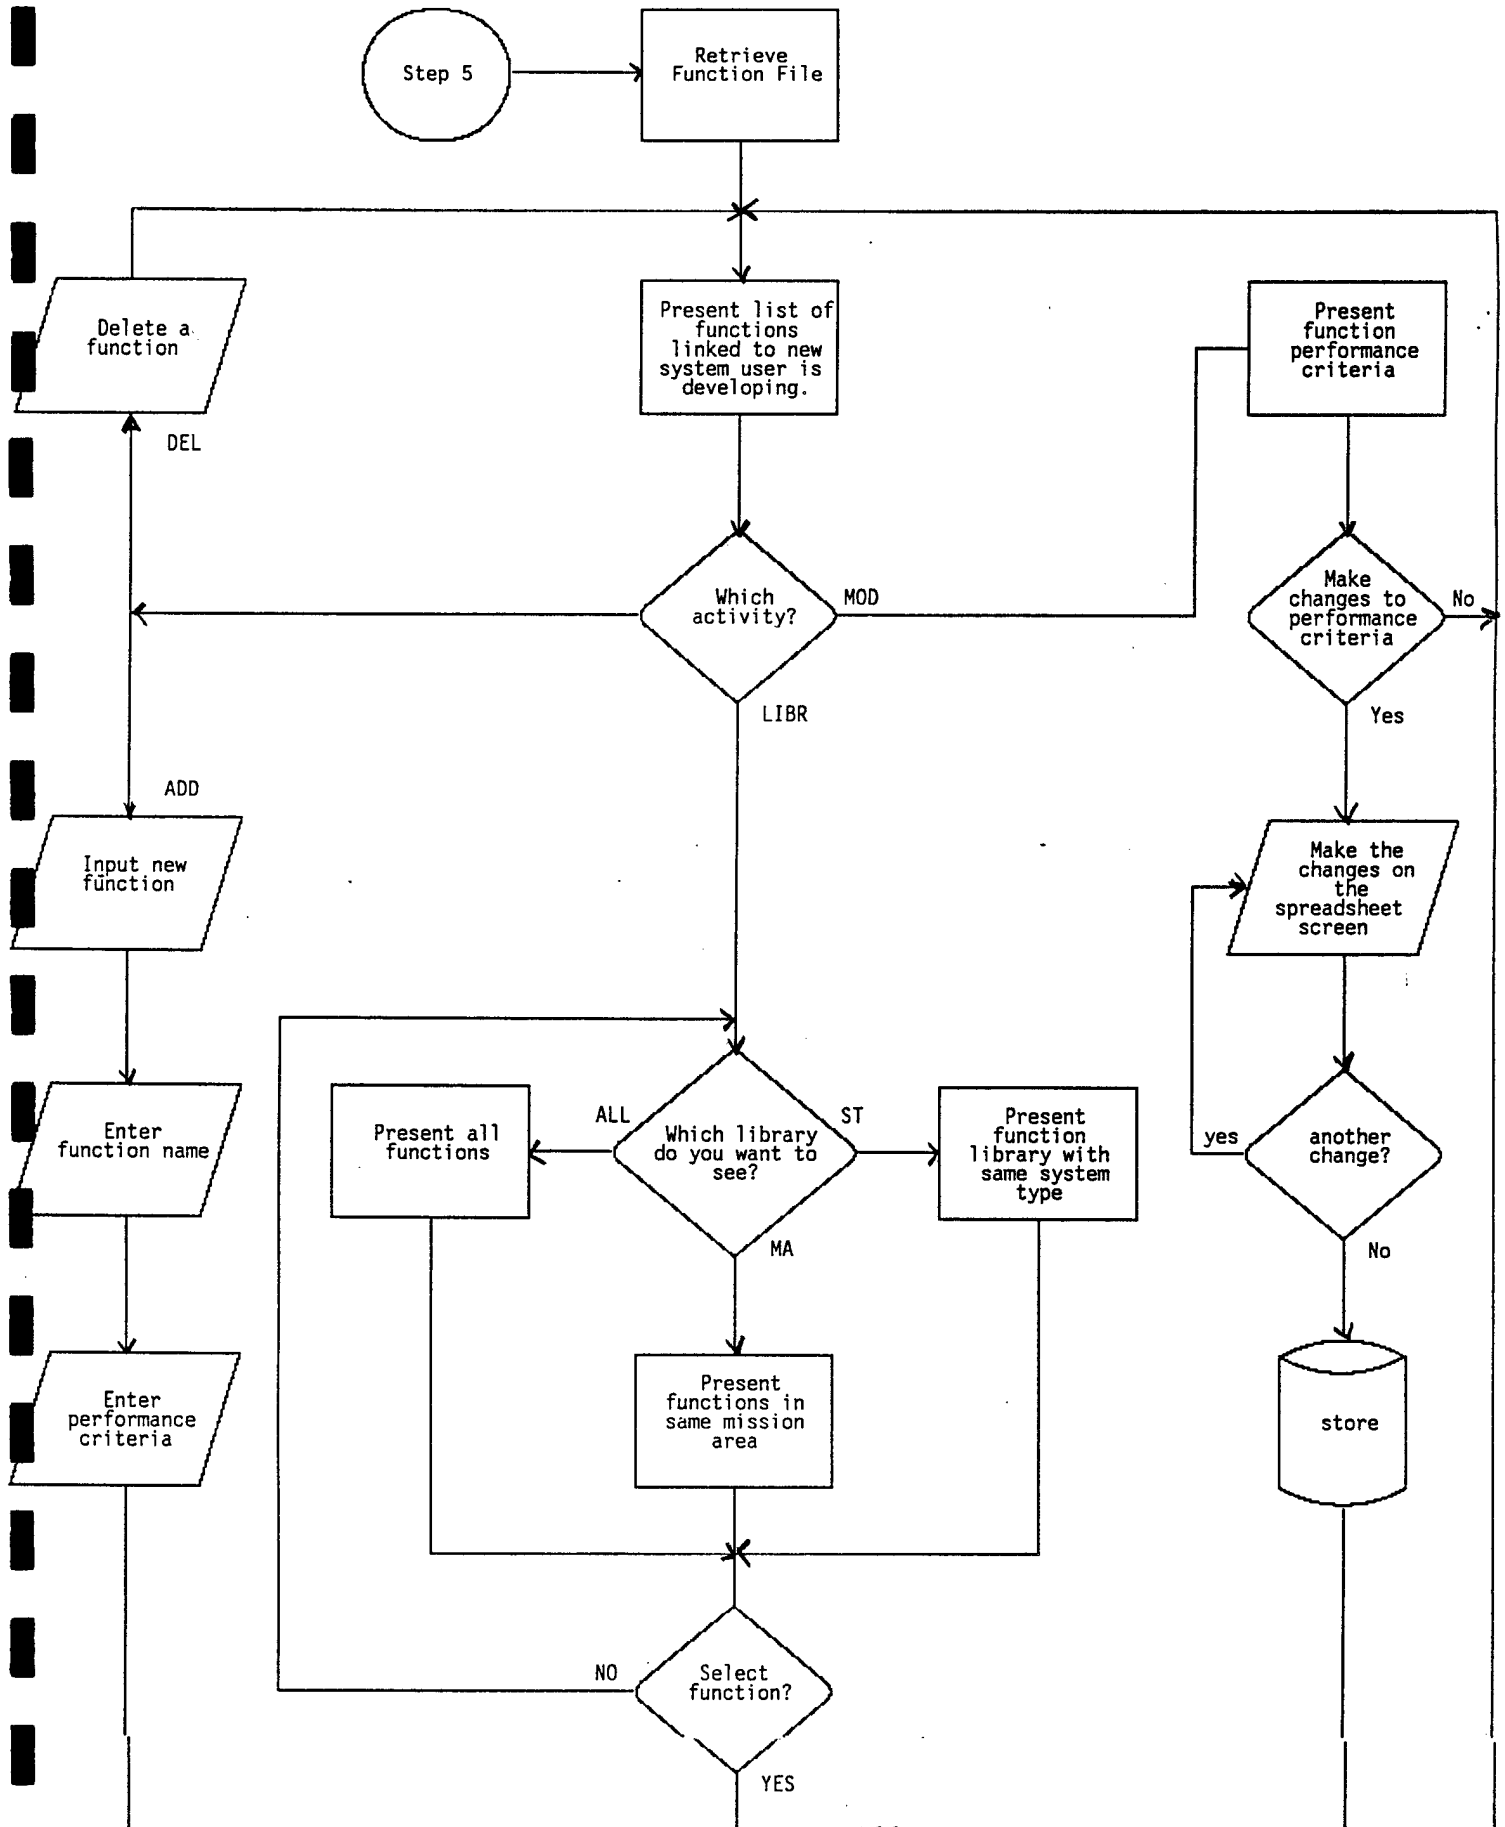 Step 5
Retrieve
Function File
Delete a
function
DEL
Present list of
functions
linked to new
system user is
developing.
Present
function
performance
criteria
Which
activity?
MOD
LIBR
Make
changes to
performance
criteria
No
Yes
ADD
Input new
function
Make the
changes on
the
spreadsheet
screen
Enter
function name
Present all
functions
ALL
Which library
do you want to
see?
ST
MA
Present
function
library with
same system
type
yes
another
change?
No
Enter
performance
criteria
Present
functions in
same mission
area
store
NO
Select
function?
YES